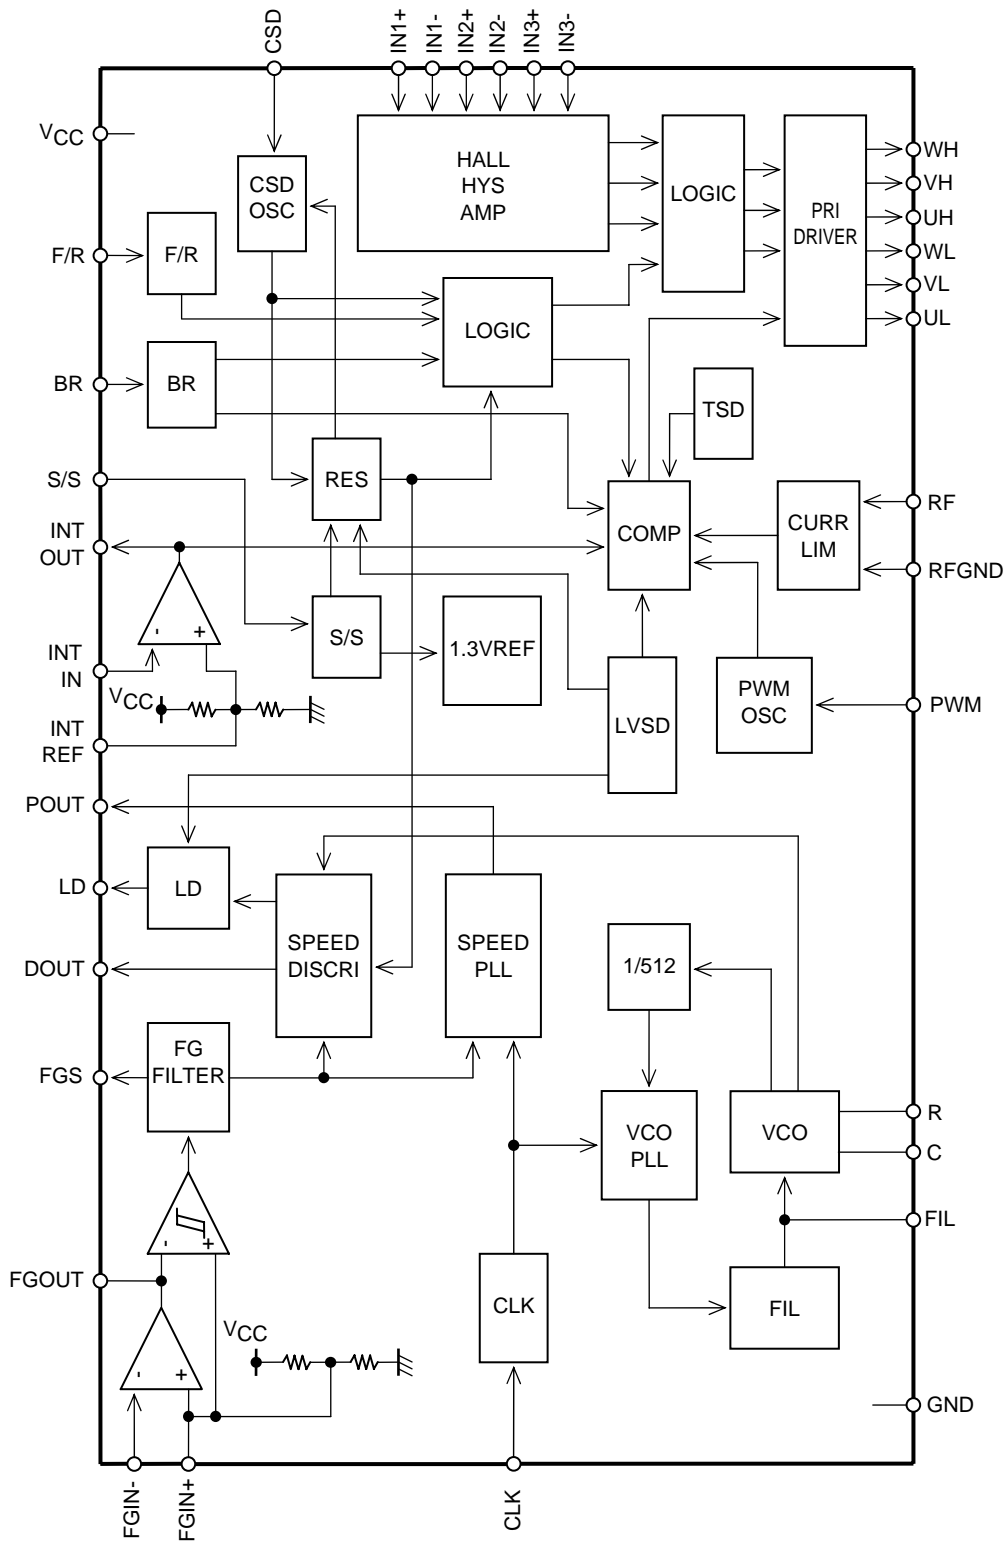 CSD
IN1+
IN1-
IN2+
IN2-
IN3+
IN3-
VCC
HALL
HYS
AMP
LOGIC
PRI
DRIVER
WH
VH
UH
WL
VL
UL
CSD
OSC
F/R
F/R
LOGIC
BR
BR
TSD
S/S
RES
COMP
CURR
LIM
RF
RFGND
INT
OUT
-
+
S/S
1.3VREF
INT
IN
VCC
LVSD
PWM
OSC
PWM
INT
REF
POUT
LD
LD
SPEED
DISCRI
SPEED
PLL
1/512
DOUT
FG
FILTER
FGS
VCO
PLL
VCO
R
C
-
+
FIL
FGOUT
CLK
FIL
VCC
-
+
GND
FGIN-
FGIN+
CLK